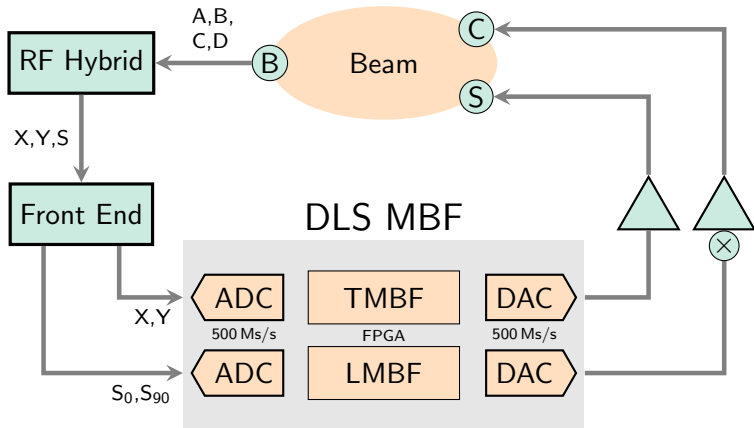 A,B,
C,D
RF Hybrid
B
Beam
C
S
X,Y,S
Front End
DLS MBF
×
X,Y
ADC
TMBF
DAC
500 Ms/s
FPGA
500 Ms/s
ADC
LMBF
DAC
S₀,S₉₀